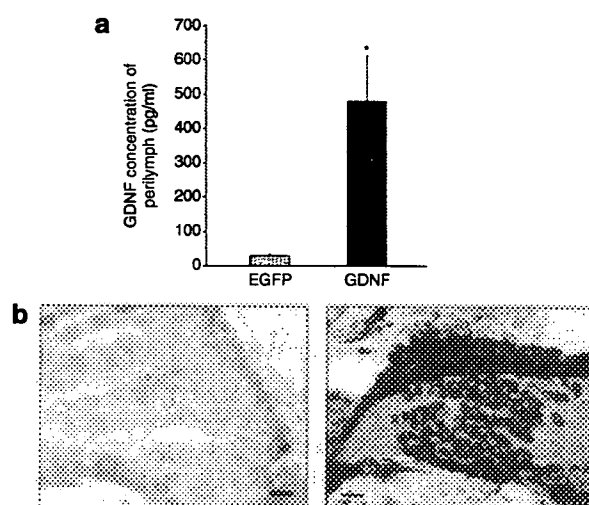 a
GDNF concentration of
perilymph (pg/ml)
700
600
500
400
300
200
100
0
*
EGFP
GDNF
b